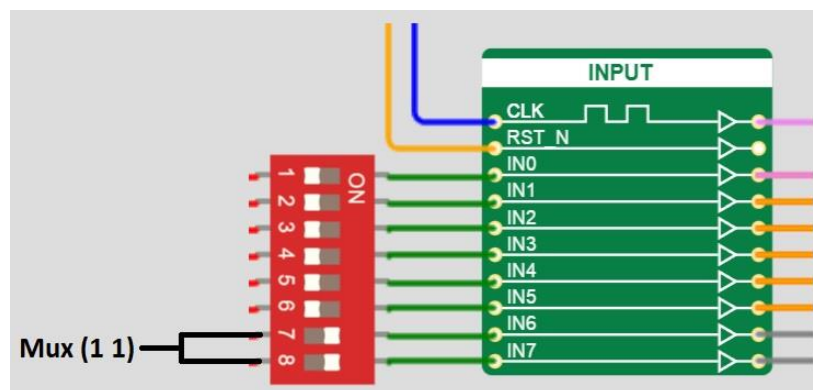 INPUT
CLK
RST_N
IN0
IN1
IN2
IN3
IN4
IN5
IN6
IN7
ON
1
2
3
4
5
6
7
8
Mux (1 1)